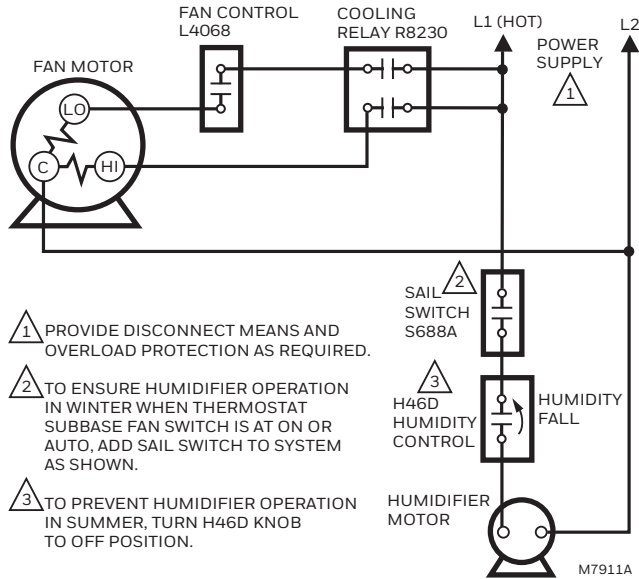 FAN CONTROL
L4068
COOLING
RELAY R8230
L1 (HOT)
L2
POWER
SUPPLY
1
FAN MOTOR
LO
C
HI
SAIL
SWITCH
S688A
2
3
H46D
HUMIDITY
CONTROL
HUMIDITY
FALL
HUMIDIFIER
MOTOR
1 PROVIDE DISCONNECT MEANS AND
OVERLOAD PROTECTION AS REQUIRED.
2 TO ENSURE HUMIDIFIER OPERATION
IN WINTER WHEN THERMOSTAT
SUBBASE FAN SWITCH IS AT ON OR
AUTO, ADD SAIL SWITCH TO SYSTEM
AS SHOWN.
3 TO PREVENT HUMIDIFIER OPERATION
IN SUMMER, TURN H46D KNOB
TO OFF POSITION.
M7911A